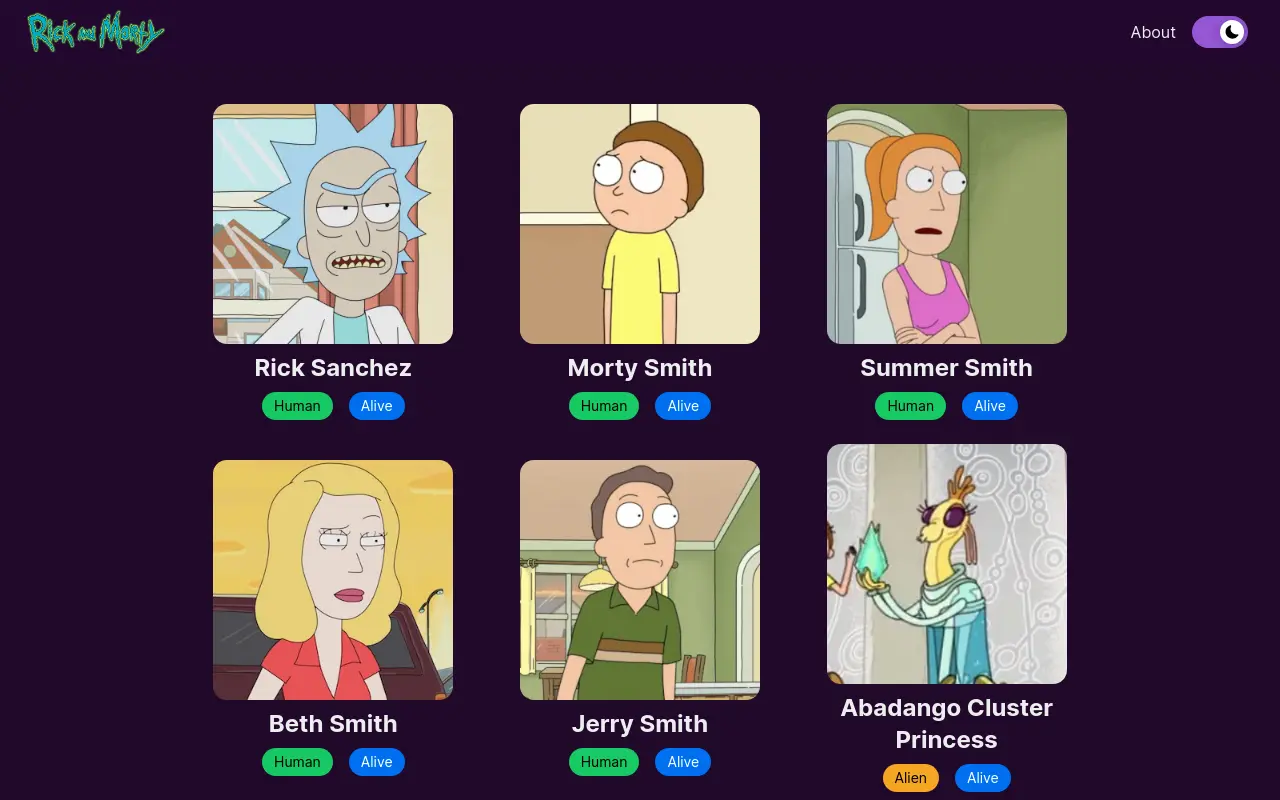 Rick and Morty
About
Rick Sanchez
Human
Alive
Morty Smith
Human
Alive
Summer Smith
Human
Alive
Beth Smith
Human
Alive
Jerry Smith
Human
Alive
Abadango Cluster
Princess
Alien
Alive